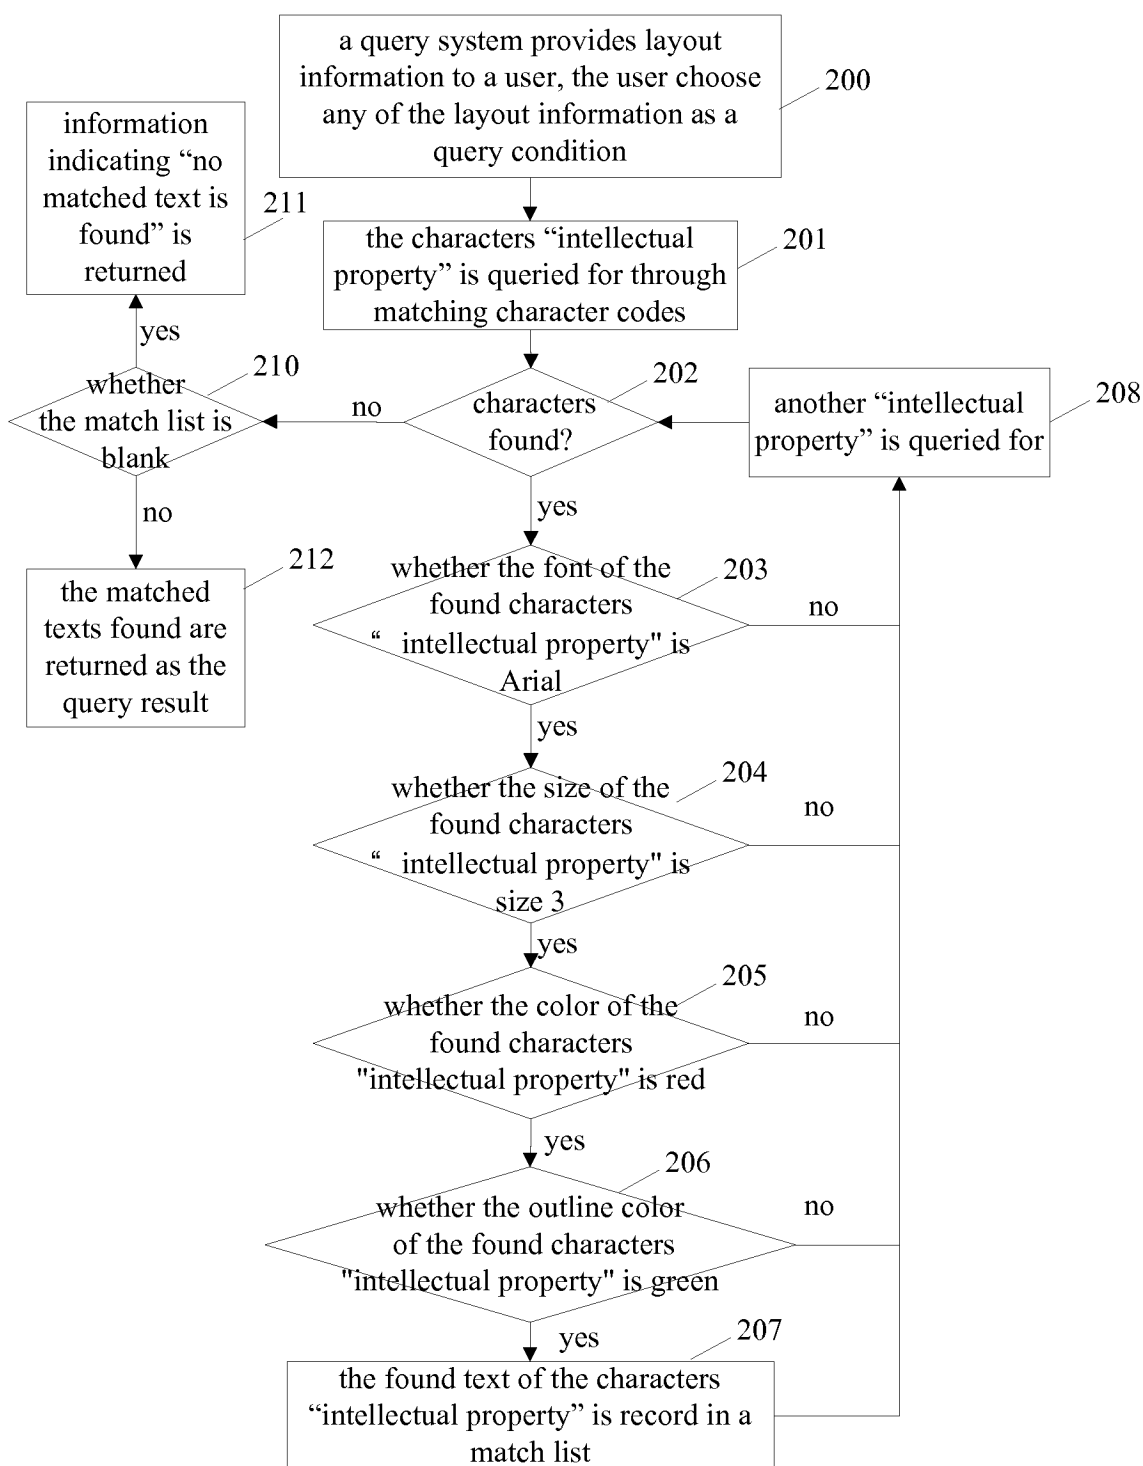 a query system provides layout
information to a user, the user choose
any of the layout information as a
query condition
200
information
indicating “no
matched text is
found” is
returned
211
the characters “intellectual
property” is queried for through
matching character codes
201
yes
whether
the match list is
blank
210
no
characters
found?
202
another “intellectual
property” is queried for
208
no
yes
the matched
texts found are
returned as the
query result
212
whether the font of the
found characters
“ intellectual property" is
Arial
203
no
yes
whether the size of the
found characters
“ intellectual property" is
size 3
204
no
yes
whether the color of the
found characters
"intellectual property" is red
205
no
yes
whether the outline color
of the found characters
"intellectual property" is green
206
no
yes
the found text of the characters
“intellectual property” is record in a
match list
207